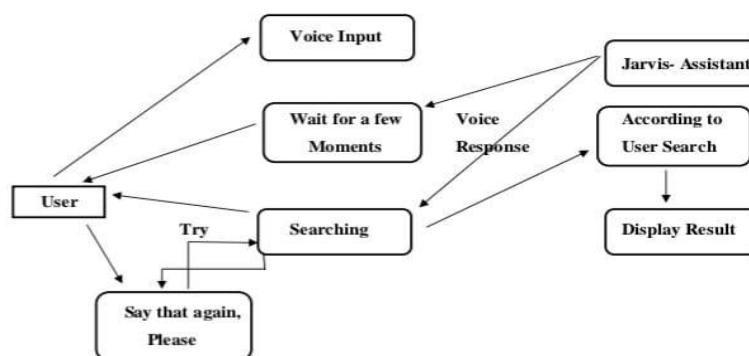 Voice Input
Jarvis- Assistant
Wait for a few
Moments
Voice
Response
According to
User Search
User
Try
Searching
Display Result
Say that again,
Please